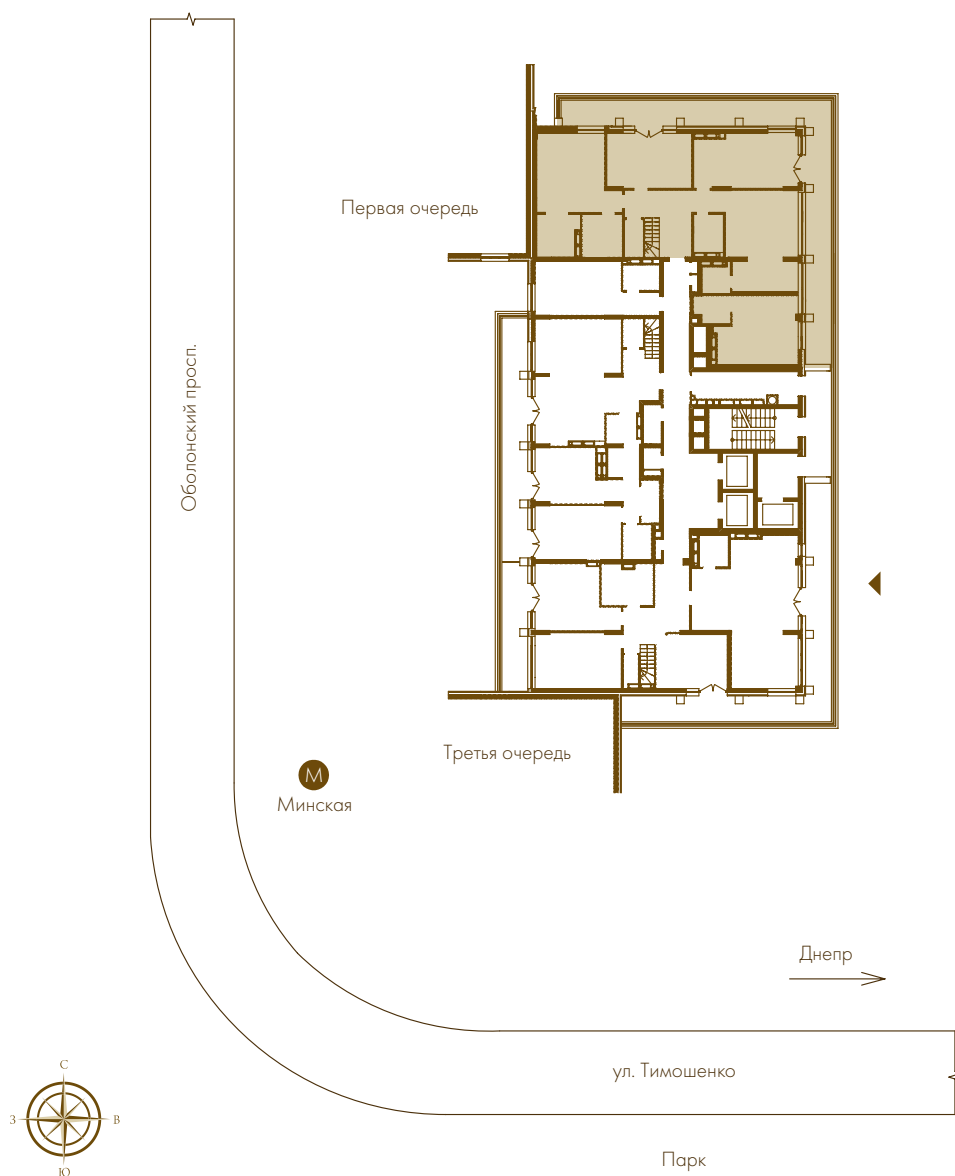 Первая очередь
Оболонский просп.
Третья очередь
М
Минская
Днепр
ул. Тимошенко
С
З
В
Ю
Парк